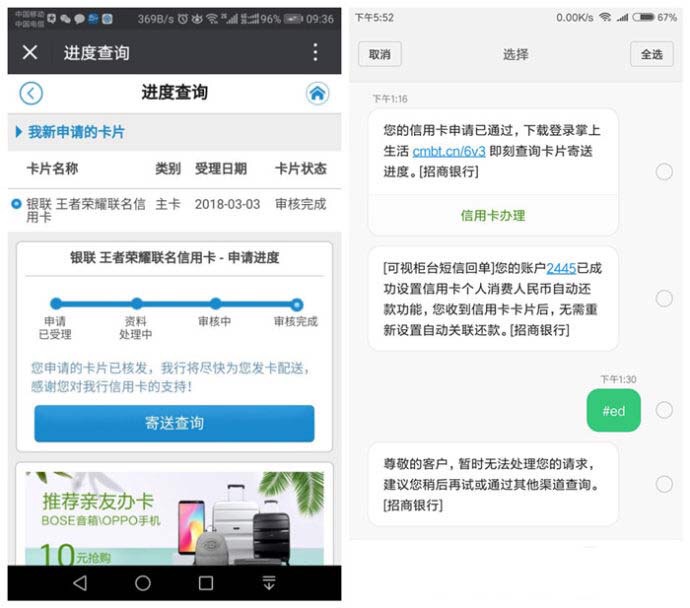 中国移动
中国电信
369B/s
96%
09:36
进度查询
进度查询
我新申请的卡片
卡片名称 类别 受理日期 卡片状态
银联 王者荣耀联名信用卡 主卡 2018-03-03 审核完成
银联 王者荣耀联名信用卡 - 申请进度
申请
已受理
资料
处理中
审核中
审核完成
您申请的卡片已核发，我行将尽快为您发卡配送，
感谢您对我行信用卡的支持！
寄送查询
推荐亲友办卡
BOSE音箱\OPPO手机
10元抢购
下午5:52
0.00K/s
67%
取消
选择
全选
下午1:16
您的信用卡申请已通过，下载登录掌上
生活 cmbt.cn/6v3 即刻查询卡片寄送
进度。[招商银行]
信用卡办理
[可视柜台短信回单]您的账户2445已成
功设置信用卡个人消费人民币自动还
款功能，您收到信用卡卡片后，无需重
新设置自动关联还款。[招商银行]
下午1:30
#ed
尊敬的客户，暂时无法处理您的请求，
建议您稍后再试或通过其他渠道查询。
[招商银行]